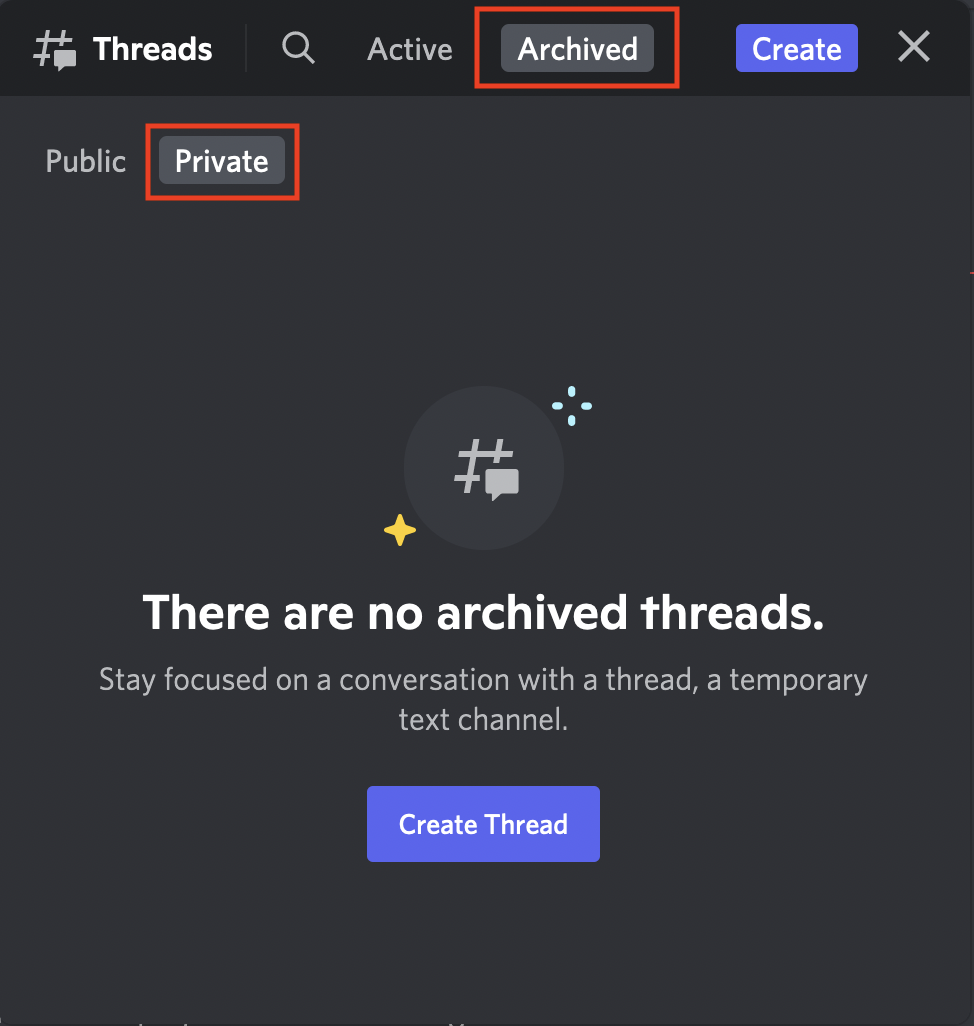 Threads Active Archived Create
Public Private
There are no archived threads.
Stay focused on a conversation with a thread, a temporary
text channel.
Create Thread